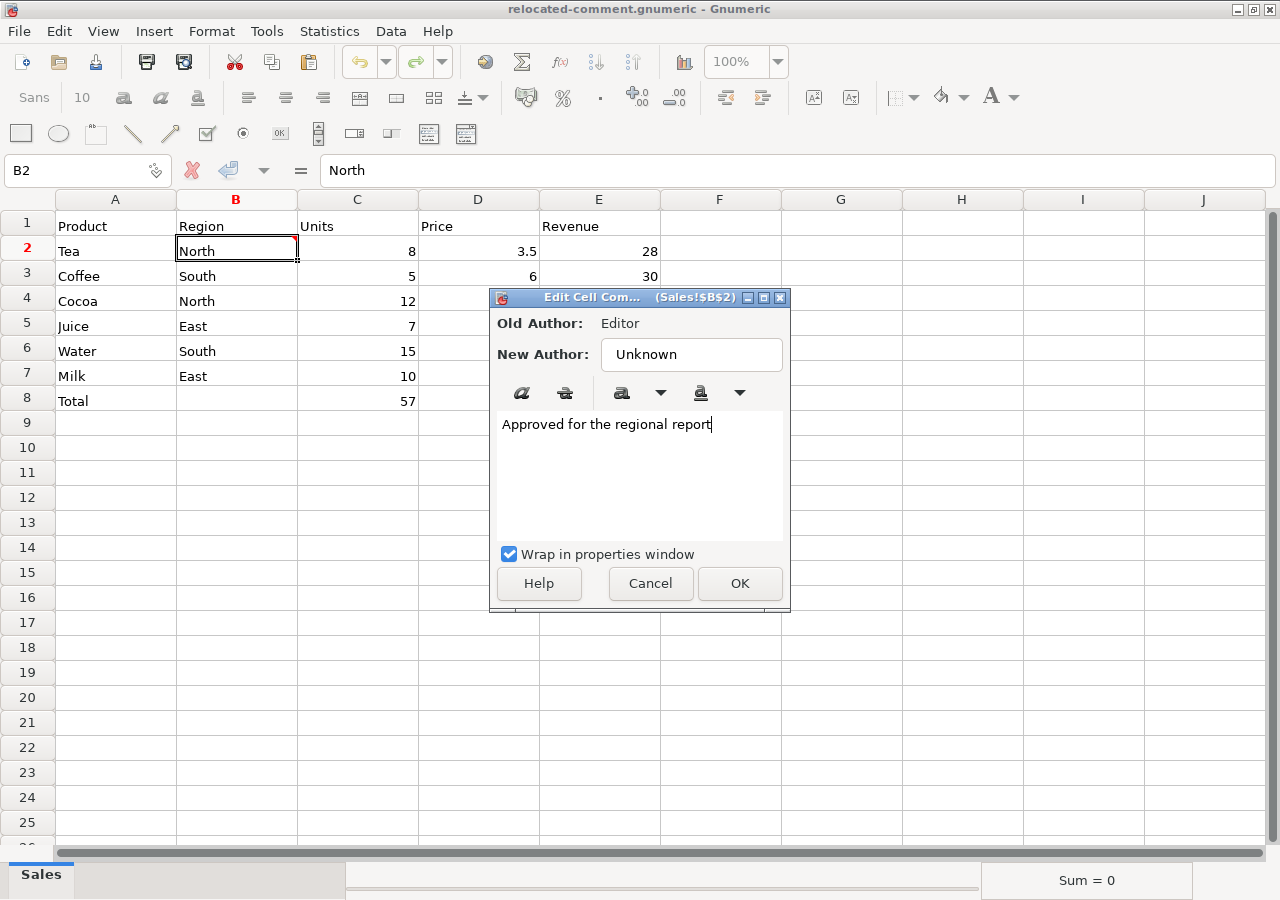 relocated-comment.gnumeric - Gnumeric
File Edit View Insert Format Tools Statistics Data Help
f(x) 100%
Sans 10 a a a % .00 .0 .00 A A A
ab OK
B2 North
A B C D E F G H I J
1 Product Region Units Price Revenue
2 Tea North 8 3.5 28
3 Coffee South 5 6 30
4 Cocoa North 12
5 Juice East 7
6 Water South 15
7 Milk East 10
8 Total 57
9
10
11
12
13
14
15
16
17
18
19
20
21
22
23
24
25
Edit Cell Com... (Sales!$B$2)
Old Author: Editor
New Author: Unknown
a a a a
Approved for the regional report
Wrap in properties window
Help Cancel OK
Sales
Sum = 0